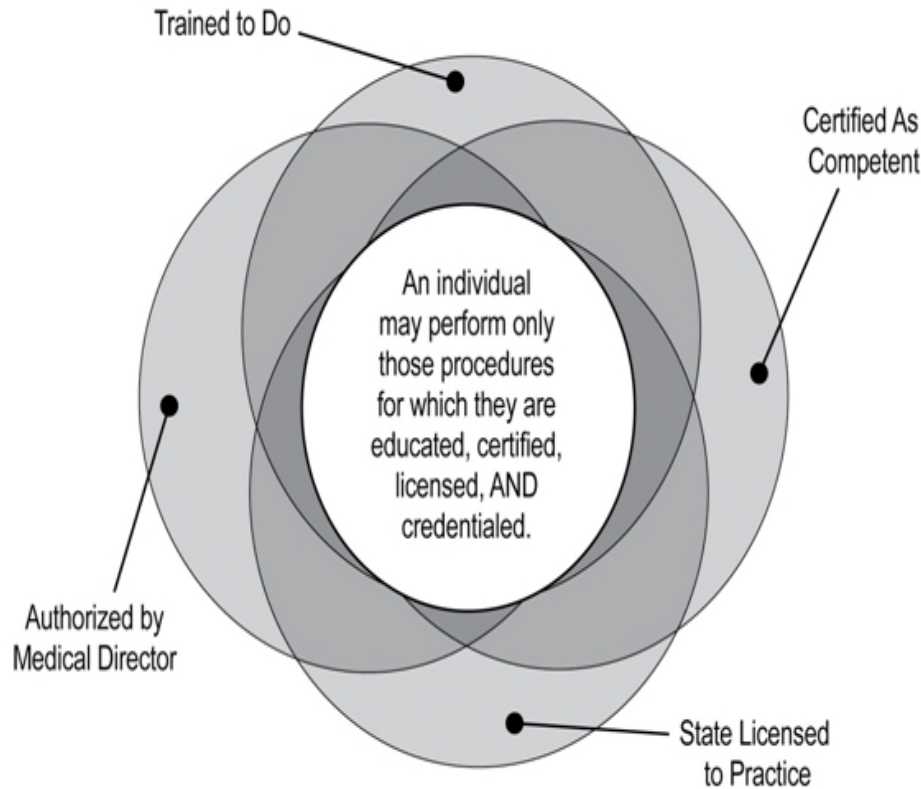 Trained to Do
Certified As
Competent
An individual
may perform only
those procedures
for which they are
educated, certified,
licensed, AND
credentialed.
Authorized by
Medical Director
State Licensed
to Practice